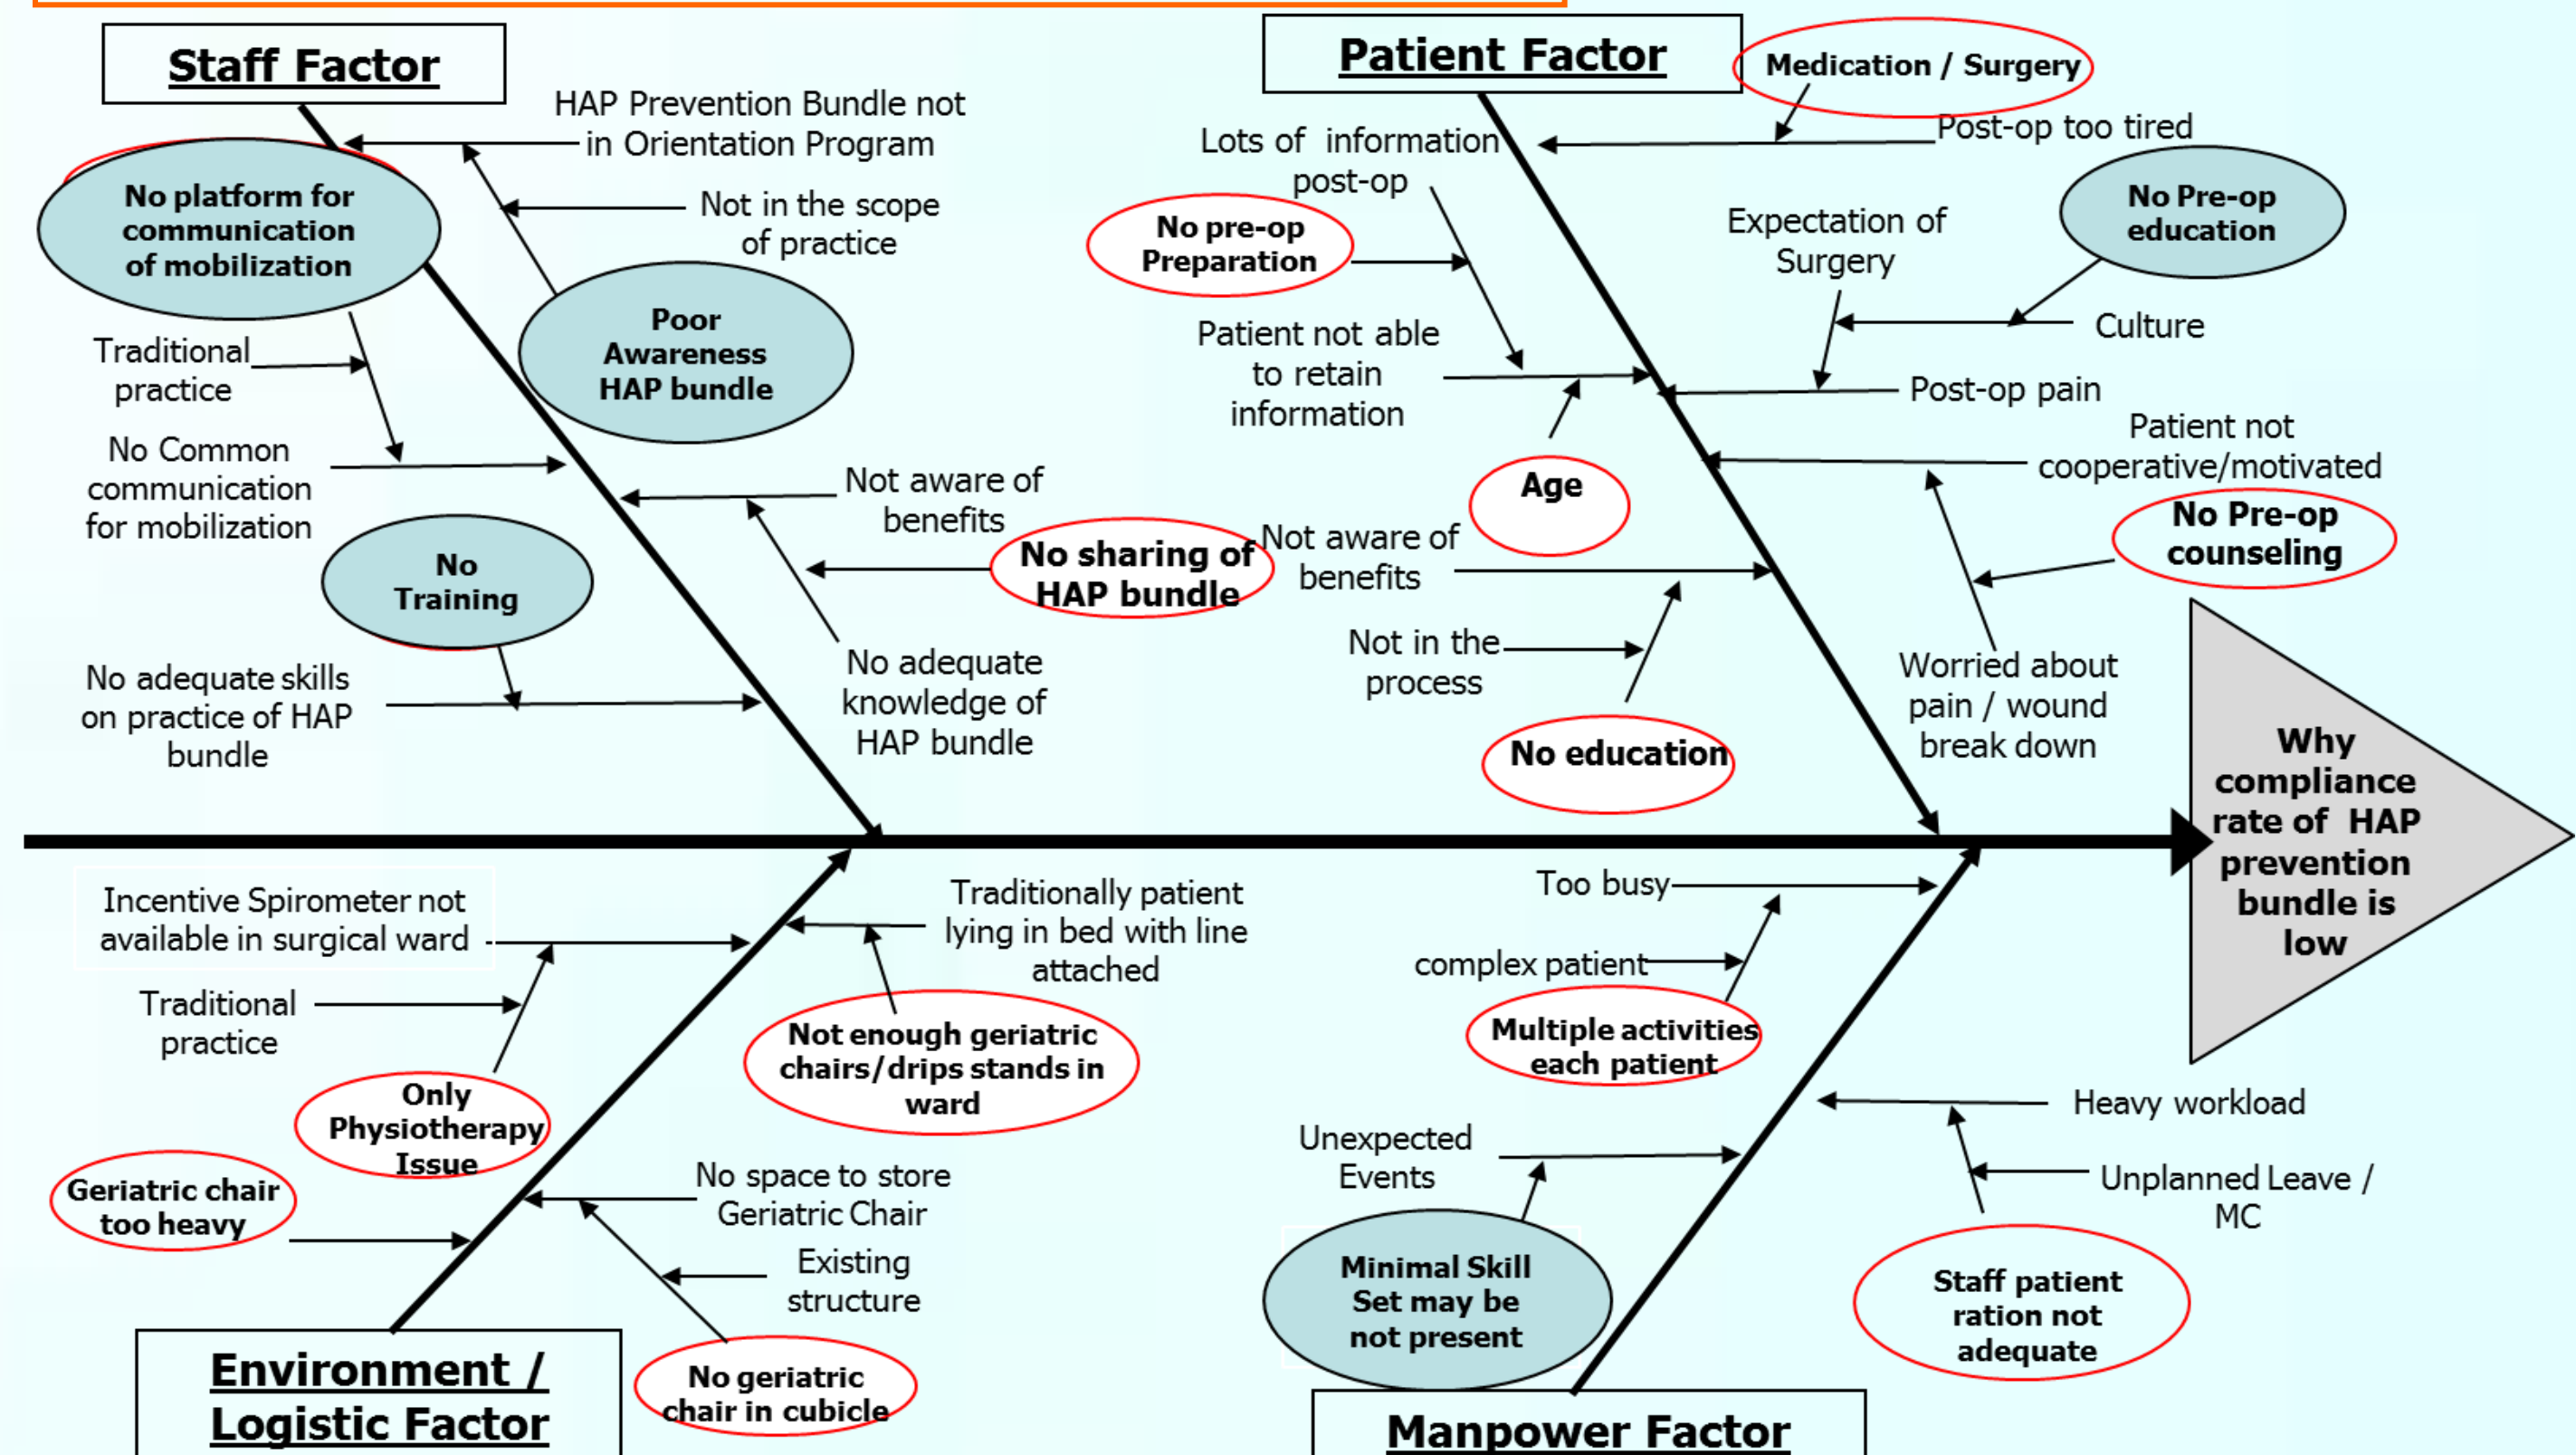 Staff Factor
HAP Prevention Bundle not
in Orientation Program
No platform for
communication
of mobilization
Not in the scope
of practice
Poor
Awareness
HAP bundle
Traditional
practice
No Common
communication
for mobilization
Not aware of
benefits
No sharing of
HAP bundle
No
Training
No adequate skills
on practice of HAP
bundle
No adequate
knowledge of
HAP bundle
Patient Factor
Medication / Surgery
Lots of information
post-op
Post-op too tired
No pre-op
Preparation
Expectation of
Surgery
No Pre-op
education
Culture
Patient not able
to retain
information
Post-op pain
Age
Patient not
cooperative/motivated
No Pre-op
counseling
Not aware of
benefits
Not in the
process
No education
Worried about
pain / wound
break down
Why
compliance
rate of HAP
prevention
bundle is
low
Incentive Spirometer not
available in surgical ward
Traditionally patient
lying in bed with line
attached
Traditional
practice
Not enough geriatric
chairs/drips stands in
ward
Only
Physiotherapy
Issue
Geriatric chair
too heavy
No space to store
Geriatric Chair
Existing
structure
No geriatric
chair in cubicle
Environment /
Logistic Factor
Too busy
complex patient
Multiple activities
each patient
Heavy workload
Unexpected
Events
Unplanned Leave /
MC
Minimal Skill
Set may be
not present
Staff patient
ration not
adequate
Manpower Factor